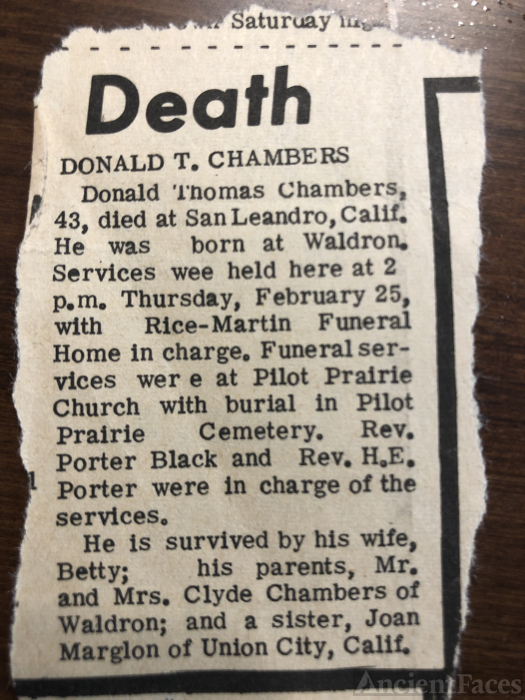 Saturday
Death
DONALD T. CHAMBERS
Donald Thomas Chambers,
43, died at San Leandro, Calif.
He was born at Waldron.
Services wee held here at 2
p.m. Thursday, February 25,
with Rice-Martin Funeral
Home in charge. Funeral ser-
vices wer e at Pilot Prairie
Church with burial in Pilot
Prairie Cemetery. Rev.
Porter Black and Rev. H.E.
Porter were in charge of the
services.
He is survived by his wife,
Betty; his parents, Mr.
and Mrs. Clyde Chambers of
Waldron; and a sister, Joan
Marglon of Union City, Calif.
AncientFaces